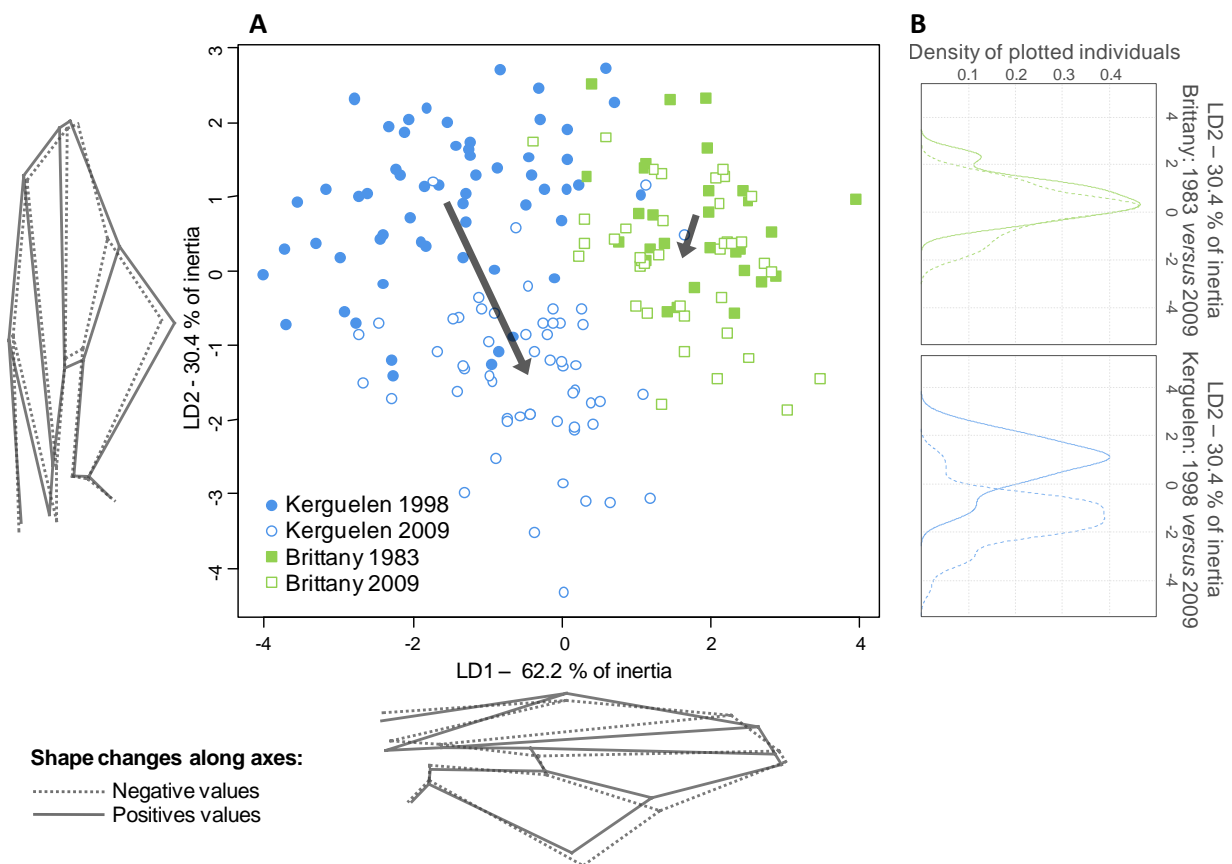 A
3
2
1
0
-1
-2
-3
-4
LD2 - 30.4 % of inertia
Kerguelen 1998
Kerguelen 2009
Brittany 1983
Brittany 2009
-4
-2
0
2
4
LD1 – 62.2 % of inertia
B
Density of plotted individuals
0.1
0.2
0.3
0.4
4
2
0
-2
-4
LD2 – 30.4 % of inertia
Brittany: 1983 versus 2009
4
2
0
-2
-4
LD2 – 30.4 % of inertia
Kerguelen: 1998 versus 2009
Shape changes along axes:
Negative values
Positives values